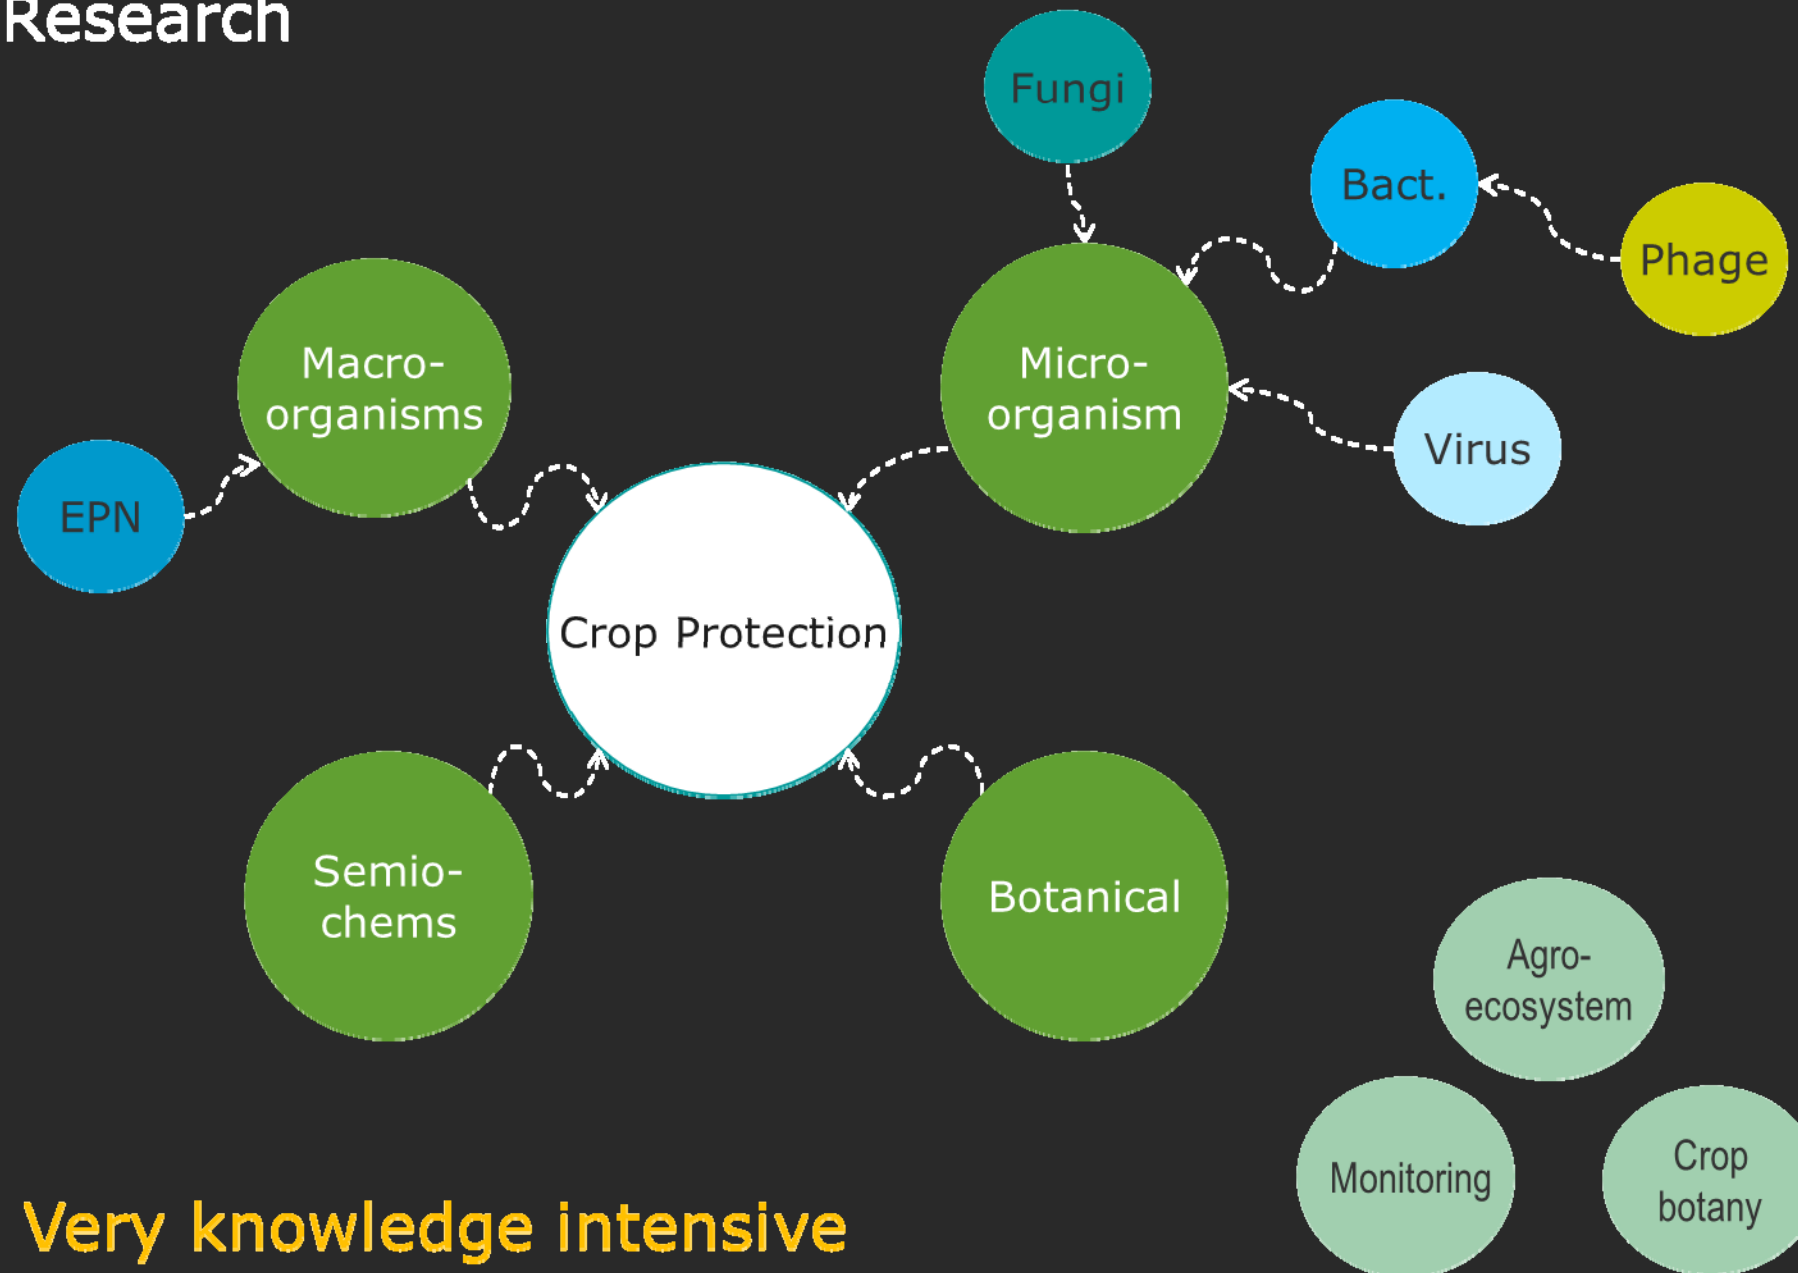 Research
Fungi
Bact.
Phage
Macro-
organisms
Micro-
organism
Virus
EPN
Crop Protection
Semio-
chems
Botanical
Agro-
ecosystem
Monitoring
Crop
botany
Very knowledge intensive